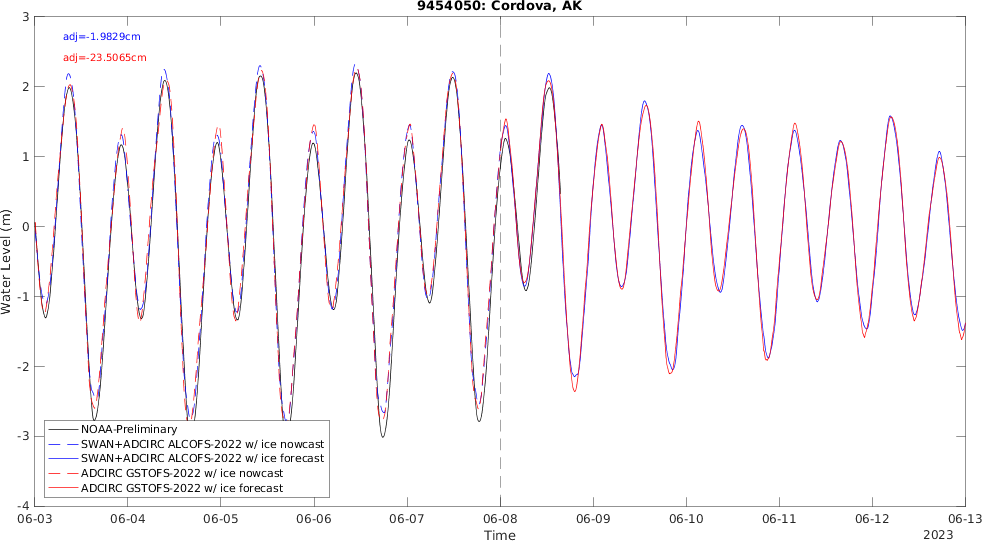 9454050: Cordova, AK
adj=-1.9829cm
adj=-23.5065cm
3
2
1
0
-1
-2
-3
-4
Water Level (m)
NOAA-Preliminary
SWAN+ADCIRC ALCOFS-2022 w/ ice nowcast
SWAN+ADCIRC ALCOFS-2022 w/ ice forecast
ADCIRC GSTOFS-2022 w/ ice nowcast
ADCIRC GSTOFS-2022 w/ ice forecast
06-03 06-04 06-05 06-06 06-07 06-08 06-09 06-10 06-11 06-12 06-13
Time
2023